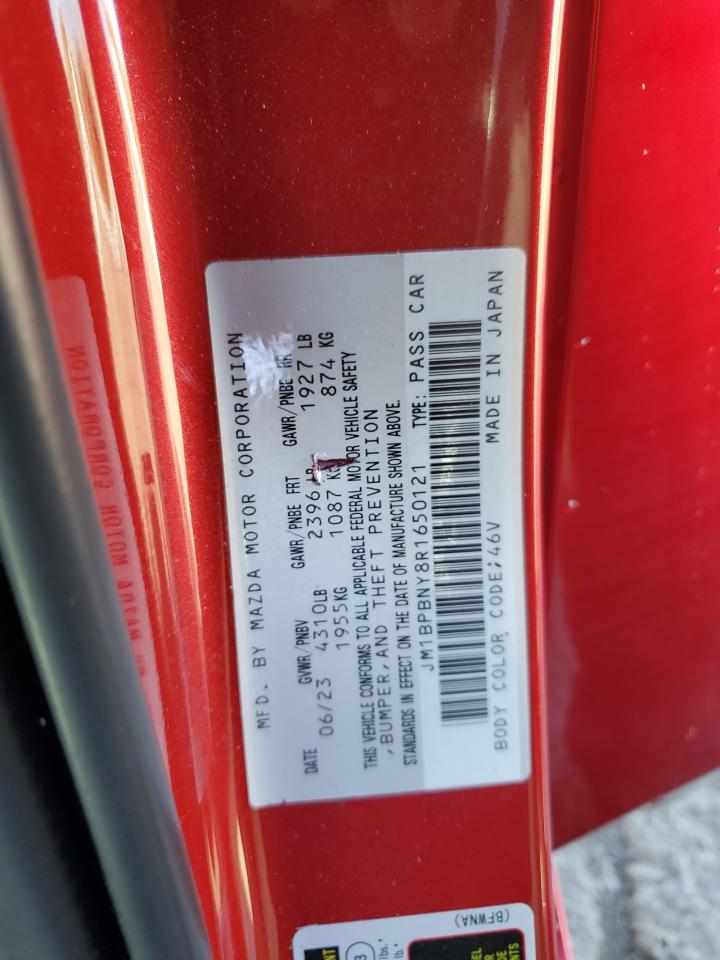 MFD. BY MAZDA MOTOR CORPORATION
GVWR/PNBV GAWR/PNBE FRT GAWR/PNBE RR
DATE 06/23 4310LB 2396 LB 1927 LB
1955KG 1087 KG 874 KG
THIS VEHICLE CONFORMS TO ALL APPLICABLE FEDERAL MOTOR VEHICLE SAFETY
,BUMPER,AND THEFT PREVENTION
STANDARDS IN EFFECT ON THE DATE OF MANUFACTURE SHOWN ABOVE.
JM1BPBNY8R1650121 TYPE: PASS CAR
BODY COLOR CODE;46V MADE IN JAPAN
(BFWNA)